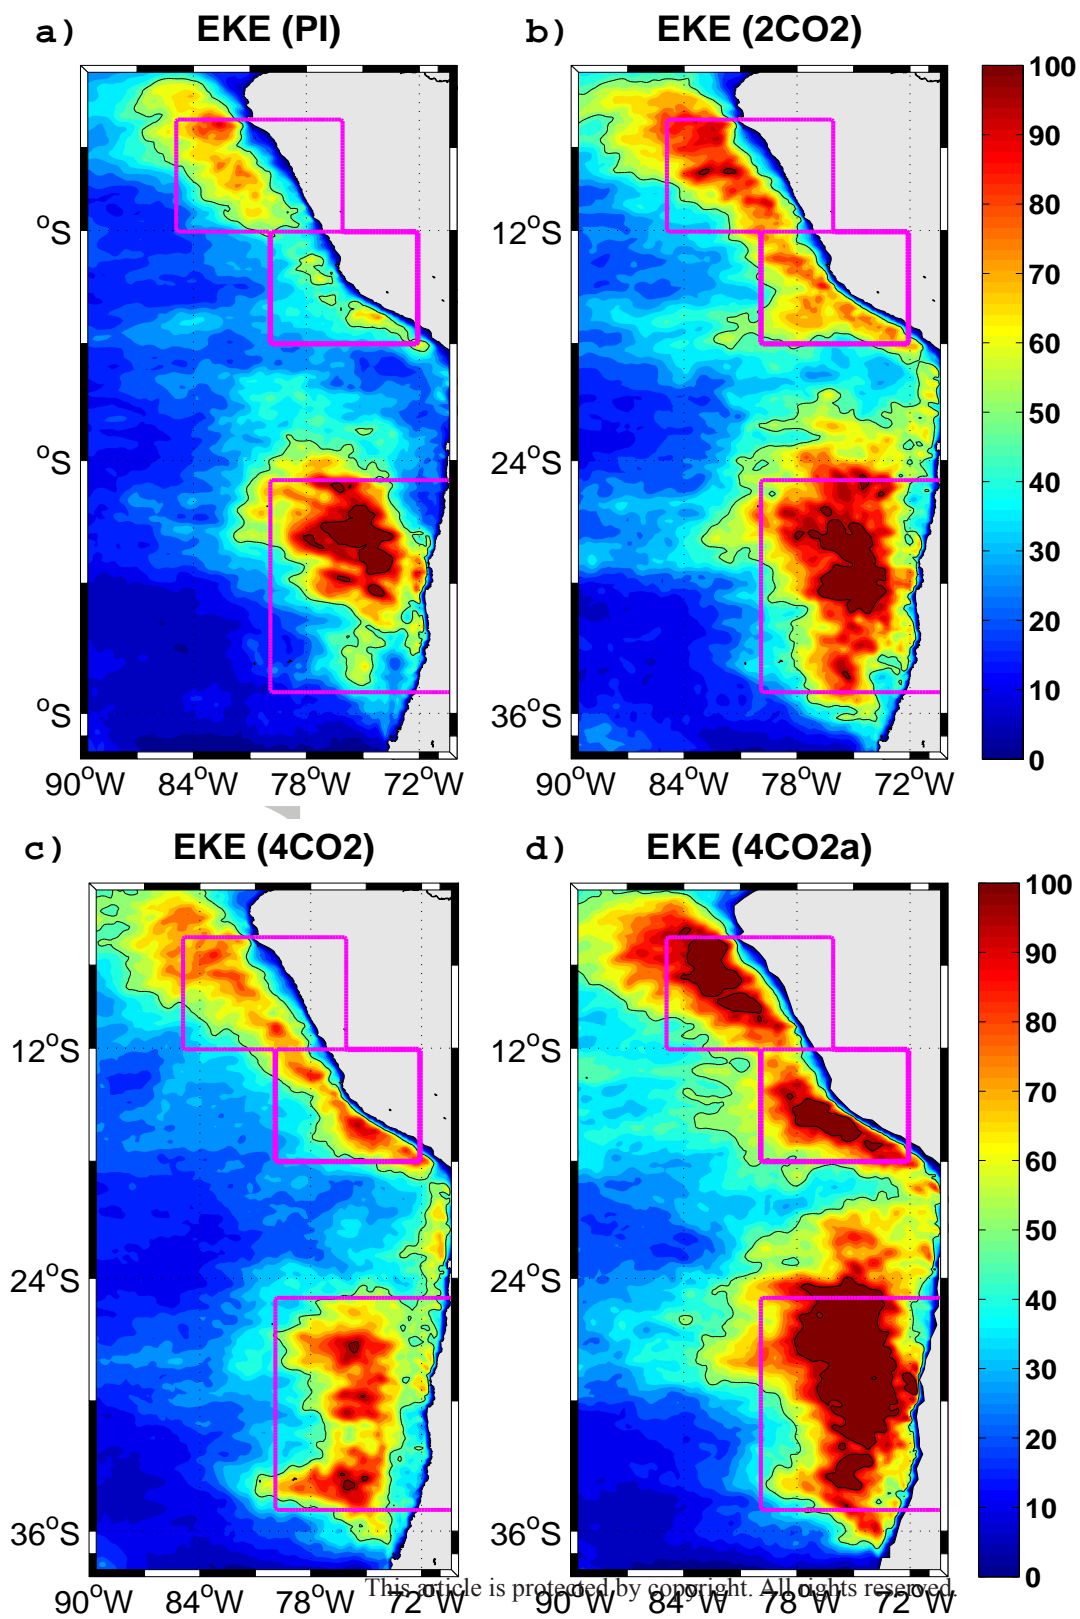 a) EKE (PI) b) EKE (2CO2)
100
90
80
70
60
50
40
30
20
10
0
°S 12°S
°S 24°S
°S 36°S
90°W 84°W 78°W 72°W 90°W 84°W 78°W 72°W
c) EKE (4CO2) d) EKE (4CO2a)
100
90
80
70
60
50
40
30
20
10
0
12°S 12°S
24°S 24°S
36°S 36°S
This article is protected by copyright. All rights reserved.
90°W 84°W 78°W 72°W 90°W 84°W 78°W 72°W